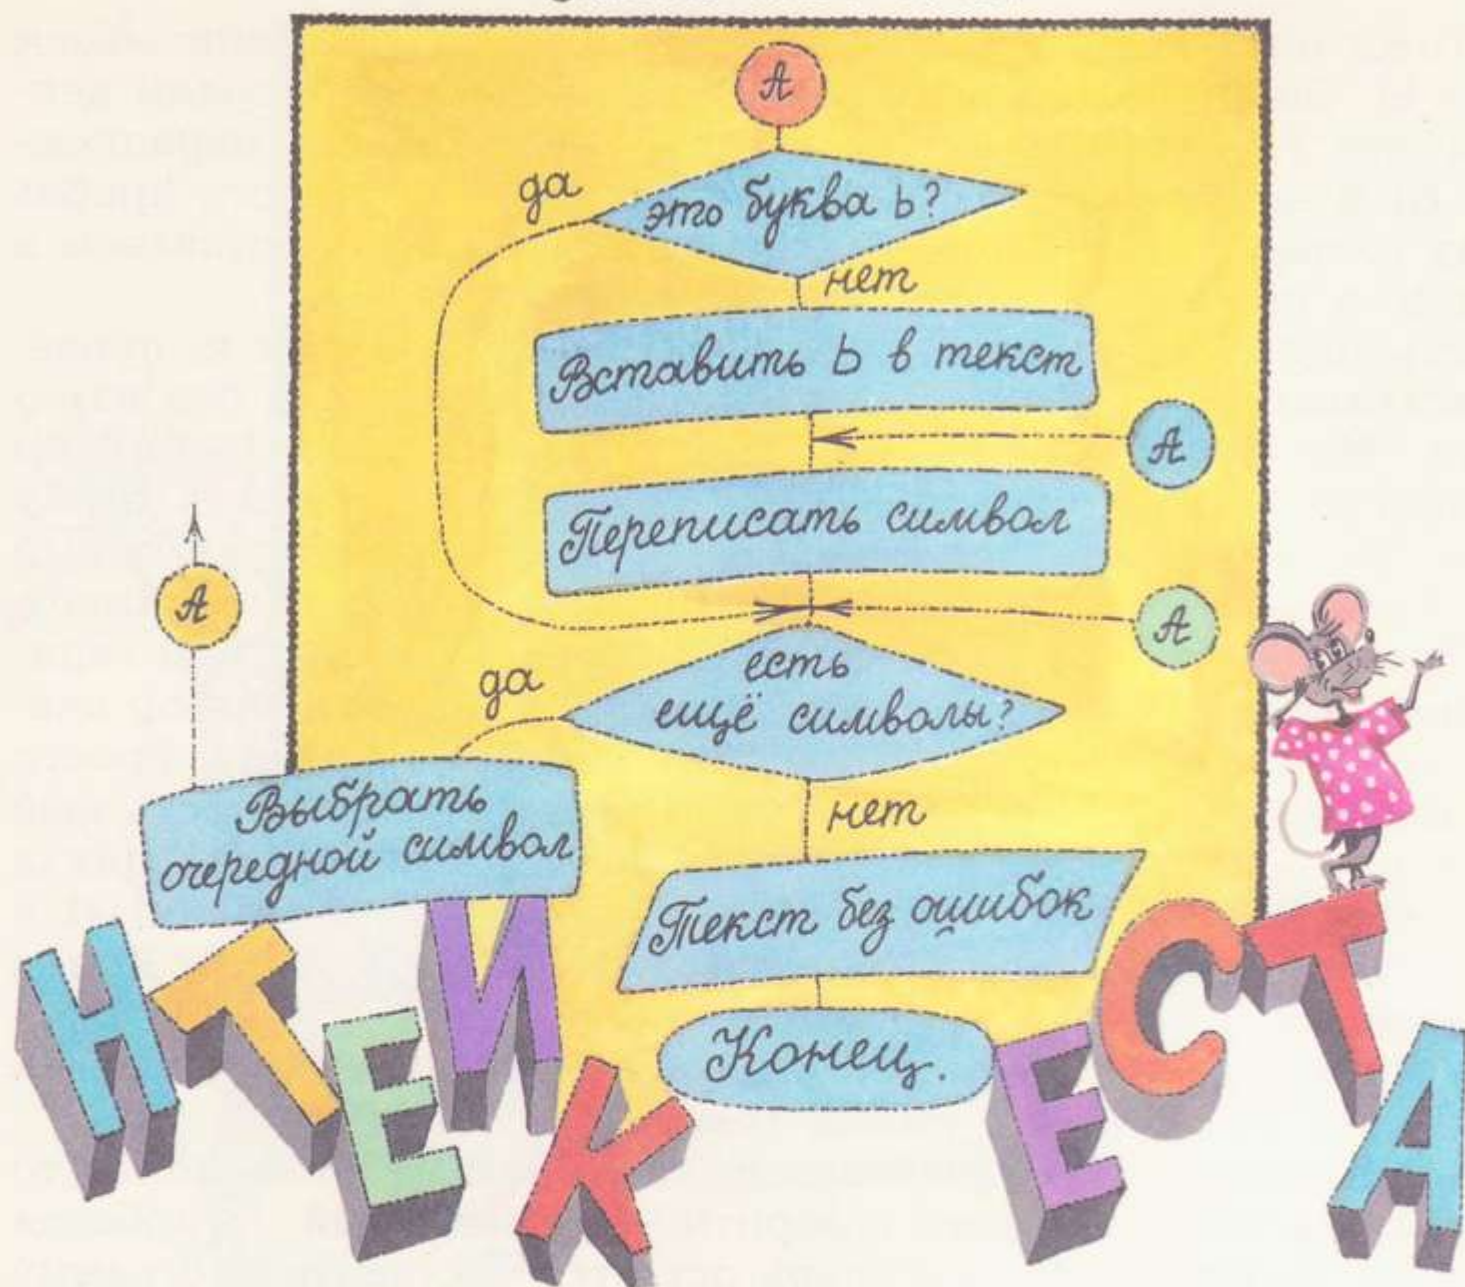 А
да
это буква ь?
нет
Вставить ь в текст
А
Переписать символ
А
А
да
есть
ещё символы?
Выбрать
очередной символ
нет
Текст без ошибок
Конец.
Н Т Е Й К Е С Т А